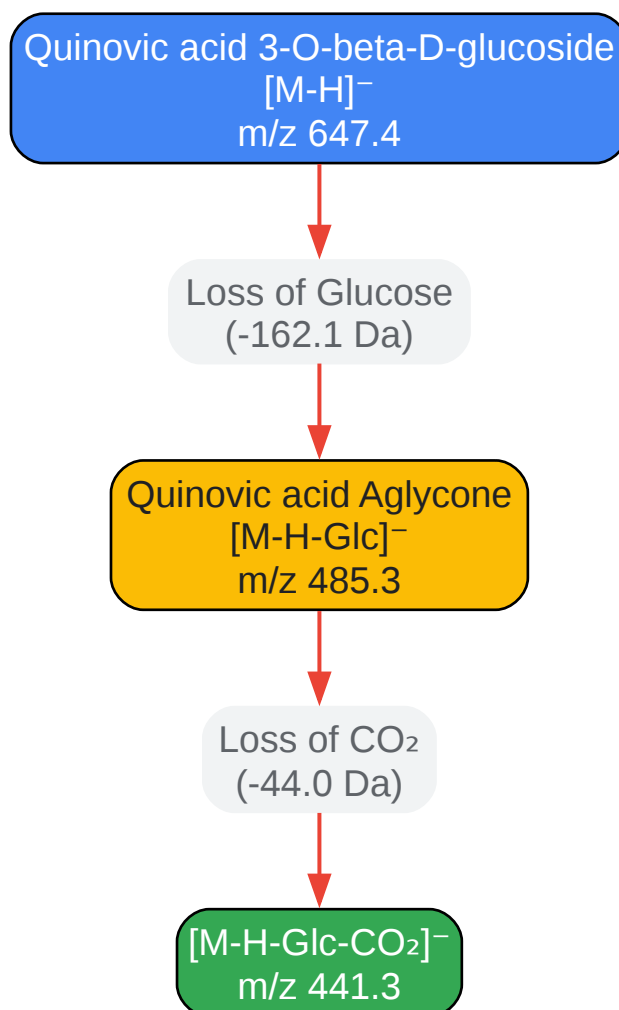 Quinovic acid 3-O-beta-D-glucoside
[M-H]⁻
m/z 647.4
Loss of Glucose
(-162.1 Da)
Quinovic acid Aglycone
[M-H-Glc]⁻
m/z 485.3
Loss of CO₂
(-44.0 Da)
[M-H-Glc-CO₂]⁻
m/z 441.3